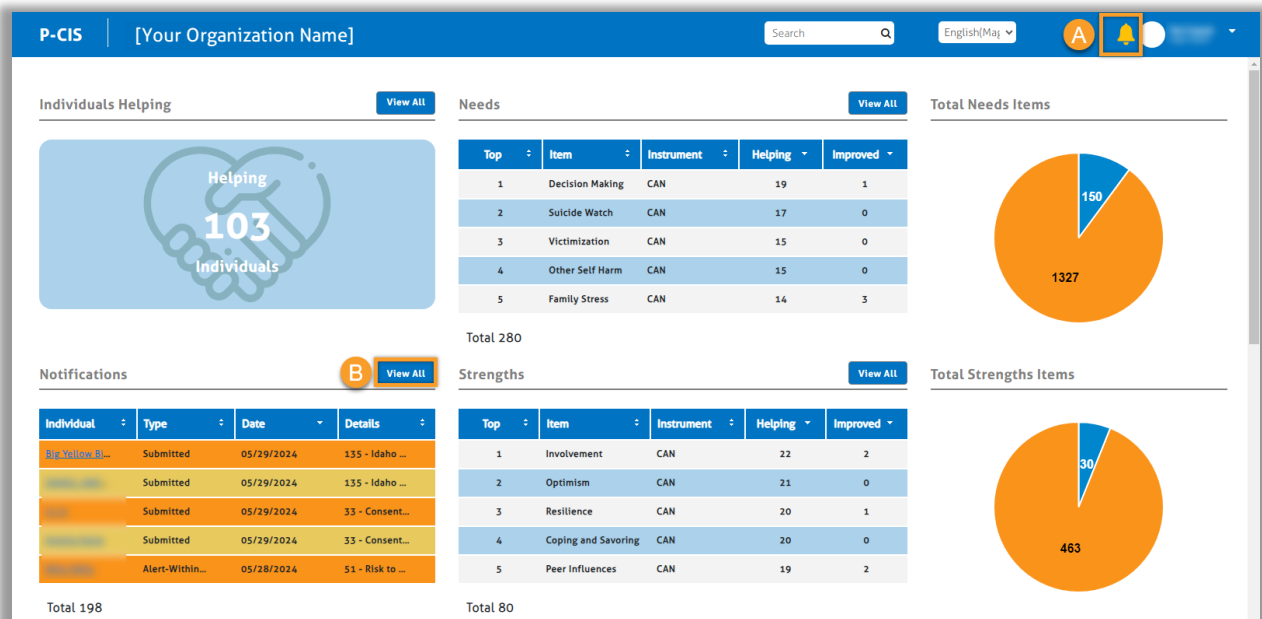 P-CIS [Your Organization Name] Search English(Maj A
Individuals Helping View All
Helping
103
Individuals
Needs View All
Top Item Instrument Helping Improved
1 Decision Making CAN 19 1
2 Suicide Watch CAN 17 0
3 Victimization CAN 15 0
4 Other Self Harm CAN 15 0
5 Family Stress CAN 14 3
Total 280
Total Needs Items
150
1327
Notifications B View All
Individual Type Date Details
Big Yellow Bi... Submitted 05/29/2024 135 - Idaho ...
Submitted 05/29/2024 135 - Idaho ...
Submitted 05/29/2024 33 - Consent...
Submitted 05/29/2024 33 - Consent...
Alert-Within... 05/28/2024 51 - Risk to ...
Total 198
Strengths View All
Top Item Instrument Helping Improved
1 Involvement CAN 22 2
2 Optimism CAN 21 0
3 Resilience CAN 20 1
4 Coping and Savoring CAN 20 0
5 Peer Influences CAN 19 2
Total 80
Total Strengths Items
30
463